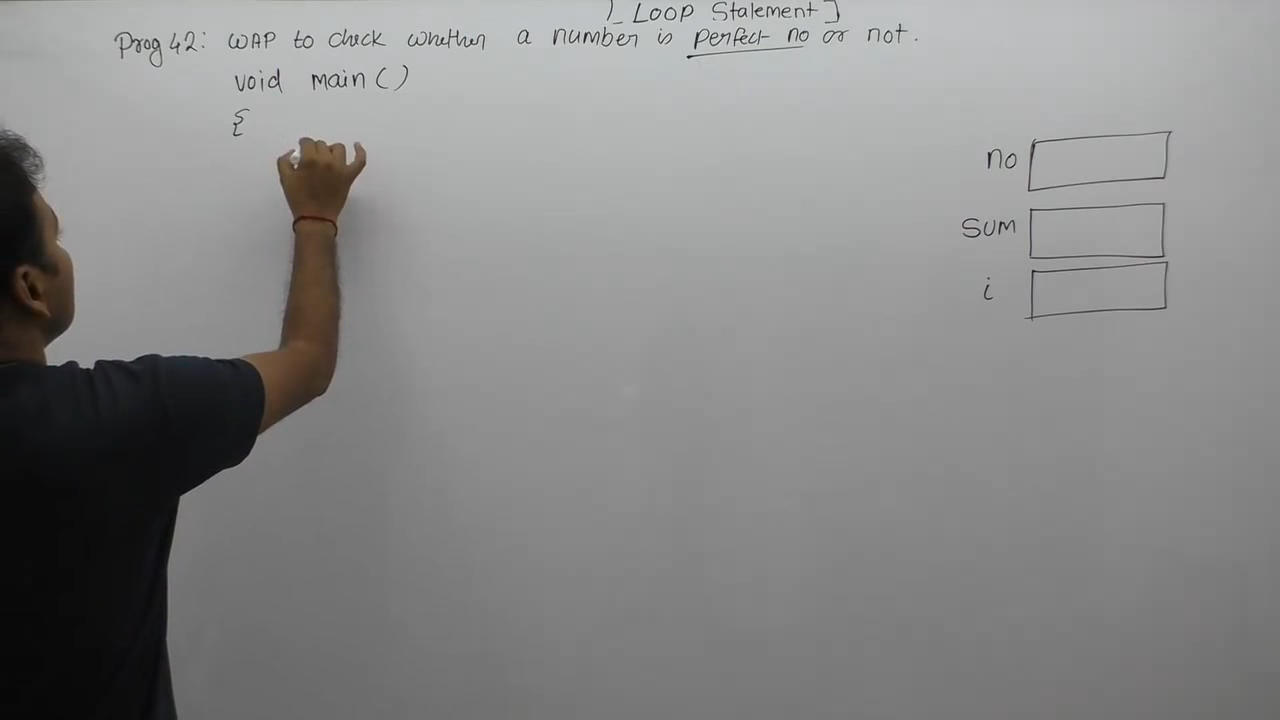 [Loop Statement]
Prog 42: WAP to check whether a number is perfect no or not.
void main()
{
no
sum
i